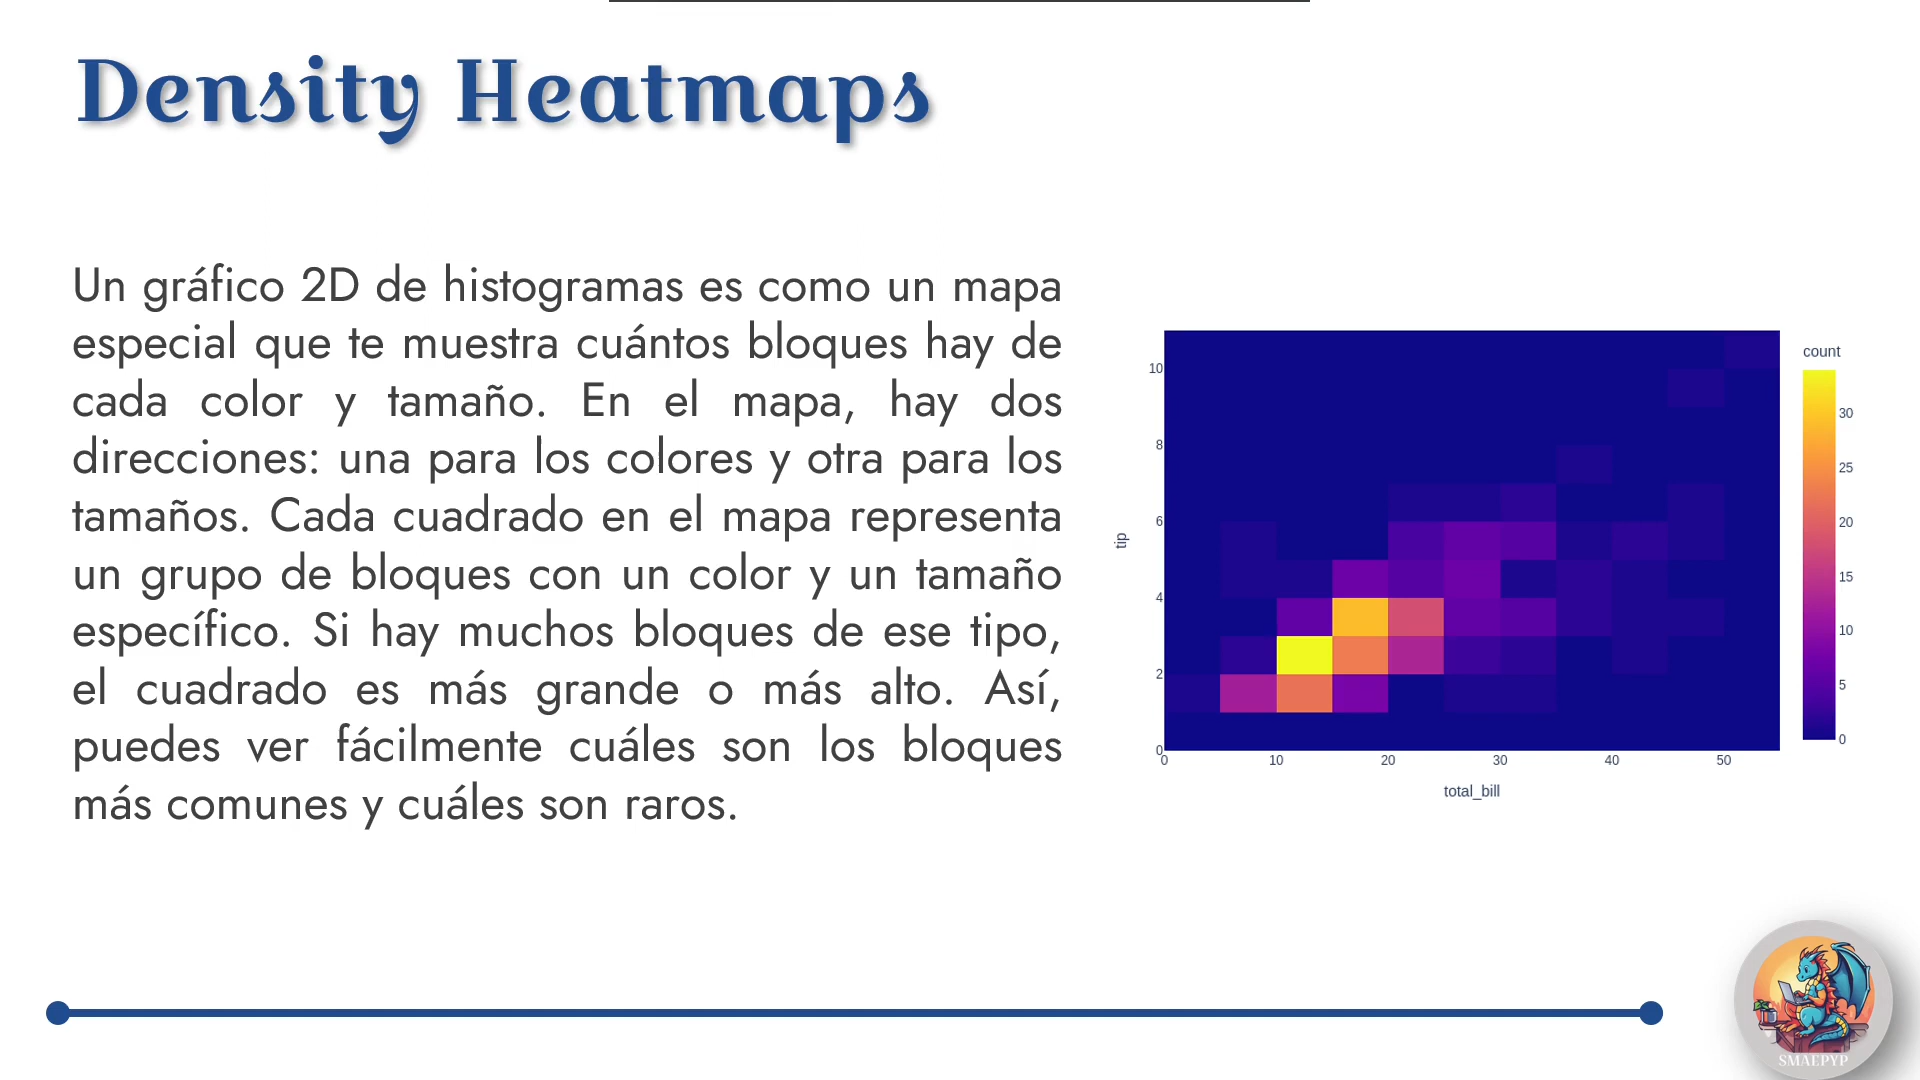 Density Heatmaps
Un gráfico 2D de histogramas es como un mapa
especial que te muestra cuántos bloques hay de
cada color y tamaño. En el mapa, hay dos
direcciones: una para los colores y otra para los
tamaños. Cada cuadrado en el mapa representa
un grupo de bloques con un color y un tamaño
específico. Si hay muchos bloques de ese tipo,
el cuadrado es más grande o más alto. Así,
puedes ver fácilmente cuáles son los bloques
más comunes y cuáles son raros.
tip
10
8
6
4
2
0
0 10 20 30 40 50
total_bill
count
30
25
20
15
10
5
0
SMAEPYP